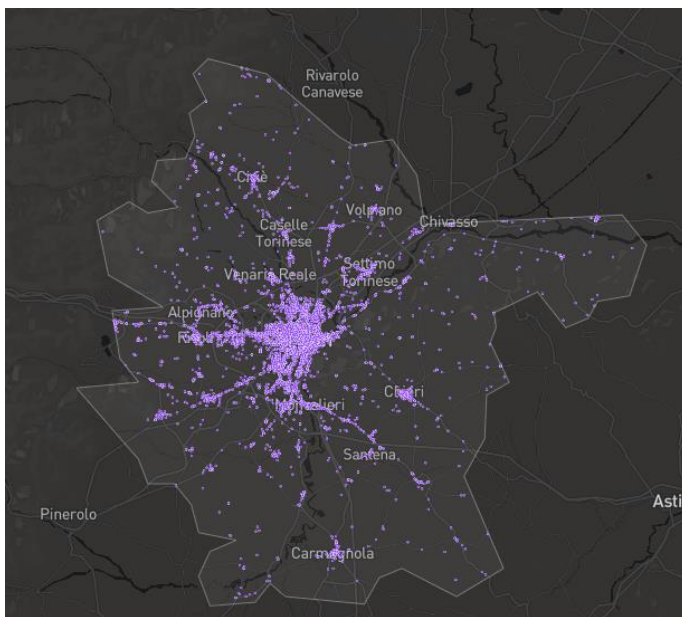 Rivarolo
Canavese
Ciriè
Volpiano
Chivasso
Caselle
Torinese
Settimo
Torinese
Venaria Reale
Alpignano
Rivoli
Chieri
Moncalieri
Santena
Asti
Pinerolo
Carmagnola